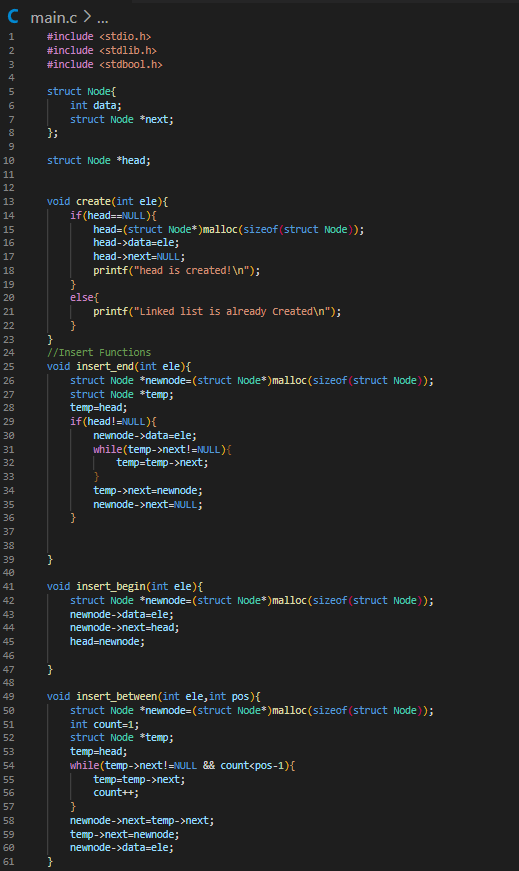 main.c > ...
1 #include <stdio.h>
2 #include <stdlib.h>
3 #include <stdbool.h>
4
5 struct Node{
6     int data;
7     struct Node *next;
8 };
9
10 struct Node *head;
11
12
13 void create(int ele){
14     if(head==NULL){
15         head=(struct Node*)malloc(sizeof(struct Node));
16         head->data=ele;
17         head->next=NULL;
18         printf("head is created!\n");
19     }
20     else{
21         printf("Linked list is already Created\n");
22     }
23 }
24 //Insert Functions
25 void insert_end(int ele){
26     struct Node *newnode=(struct Node*)malloc(sizeof(struct Node));
27     struct Node *temp;
28     temp=head;
29     if(head!=NULL){
30         newnode->data=ele;
31         while(temp->next!=NULL){
32             temp=temp->next;
33         }
34         temp->next=newnode;
35         newnode->next=NULL;
36     }
37
38
39 }
40
41 void insert_begin(int ele){
42     struct Node *newnode=(struct Node*)malloc(sizeof(struct Node));
43     newnode->data=ele;
44     newnode->next=head;
45     head=newnode;
46
47 }
48
49 void insert_between(int ele,int pos){
50     struct Node *newnode=(struct Node*)malloc(sizeof(struct Node));
51     int count=1;
52     struct Node *temp;
53     temp=head;
54     while(temp->next!=NULL && count<pos-1){
55         temp=temp->next;
56         count++;
57     }
58     newnode->next=temp->next;
59     temp->next=newnode;
60     newnode->data=ele;
61 }